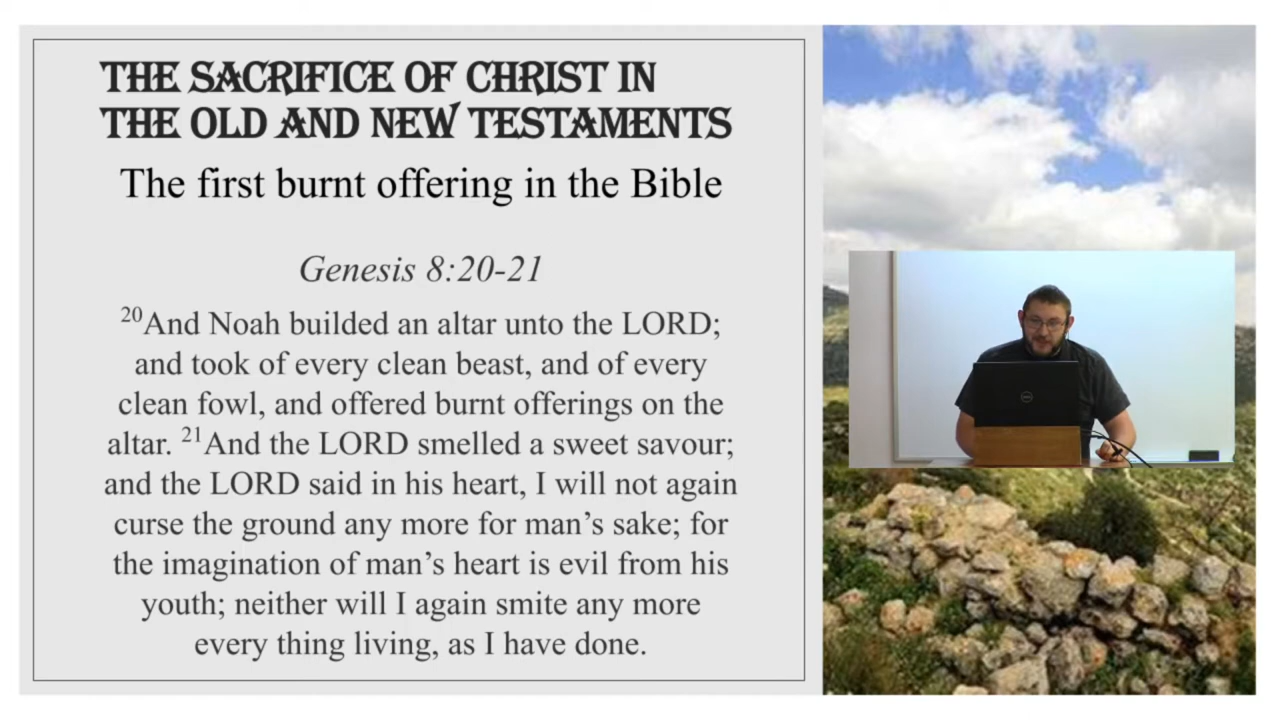 THE SACRIFICE OF CHRIST IN
THE OLD AND NEW TESTAMENTS
The first burnt offering in the Bible
Genesis 8:20-21
20And Noah builded an altar unto the LORD;
and took of every clean beast, and of every
clean fowl, and offered burnt offerings on the
altar. 21And the LORD smelled a sweet savour;
and the LORD said in his heart, I will not again
curse the ground any more for man’s sake; for
the imagination of man’s heart is evil from his
youth; neither will I again smite any more
every thing living, as I have done.
DELL